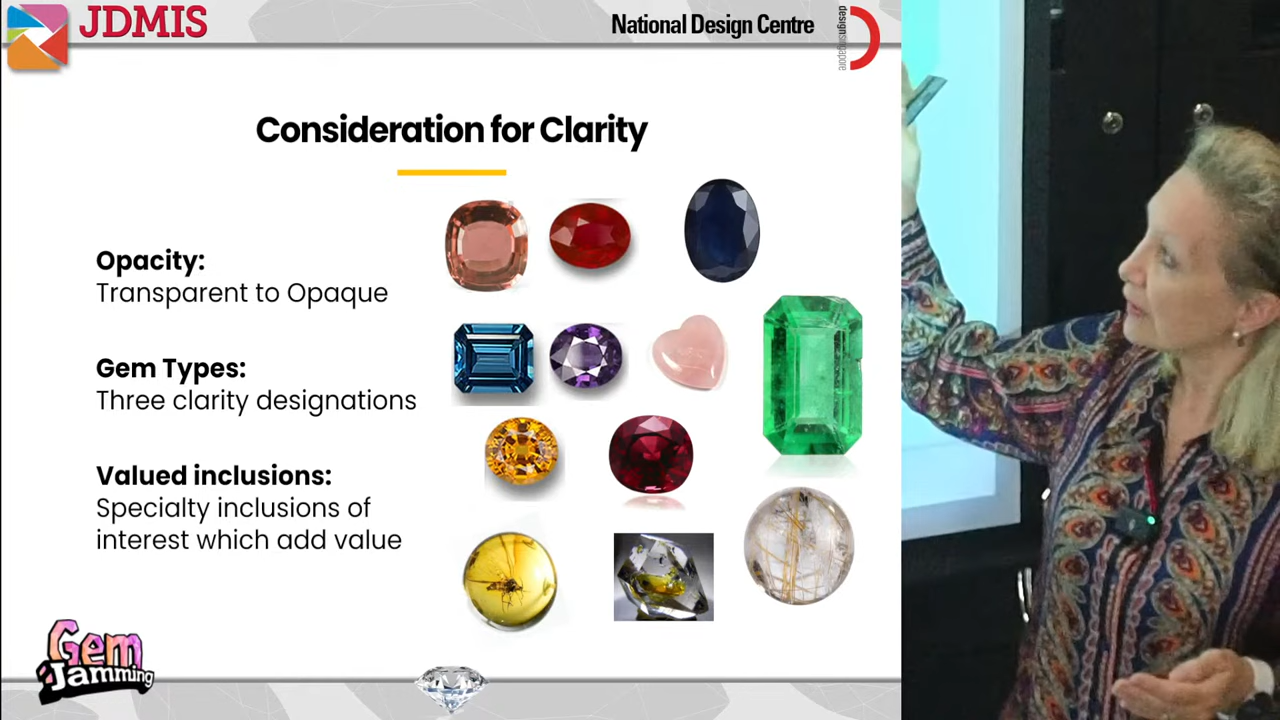 JDMIS
National Design Centre
designsingapore
Consideration for Clarity
Opacity:
Transparent to Opaque
Gem Types:
Three clarity designations
Valued inclusions:
Specialty inclusions of
interest which add value
Gem
Jamming